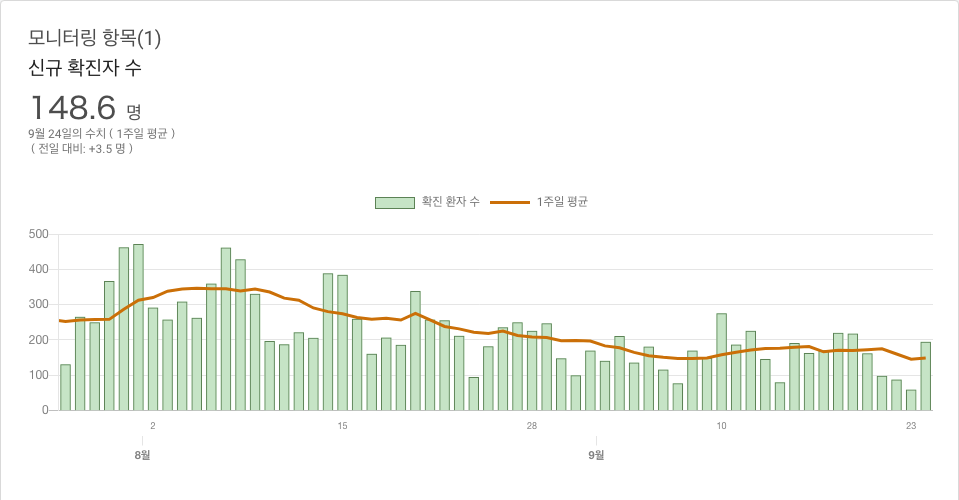 모니터링 항목(1)
신규 확진자 수
148.6 명
9월 24일의 수치 ( 1주일 평균 )
( 전일 대비: +3.5 명 )
확진 환자 수 1주일 평균
500
400
300
200
100
0
2 15 28 10 23
8월 9월